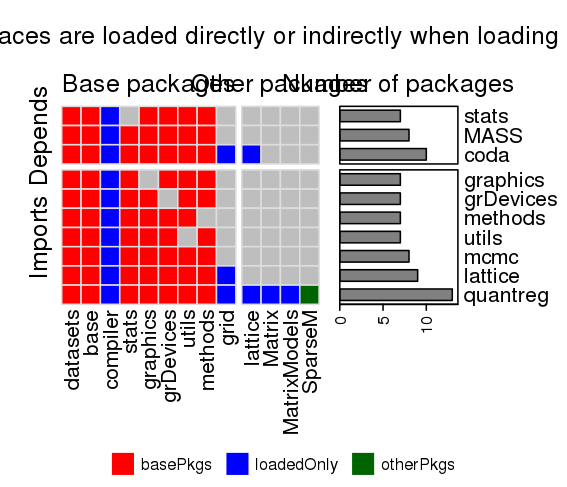 aces are loaded directly or indirectly when loading
Base packages Other packages Number of packages
Depends
Imports
stats
MASS
coda
graphics
grDevices
methods
utils
mcmc
lattice
quantreg
0 5 10
datasets
base
compiler
stats
graphics
grDevices
utils
methods
grid
lattice
Matrix
MatrixModels
SparseM
basePkgs loadedOnly otherPkgs